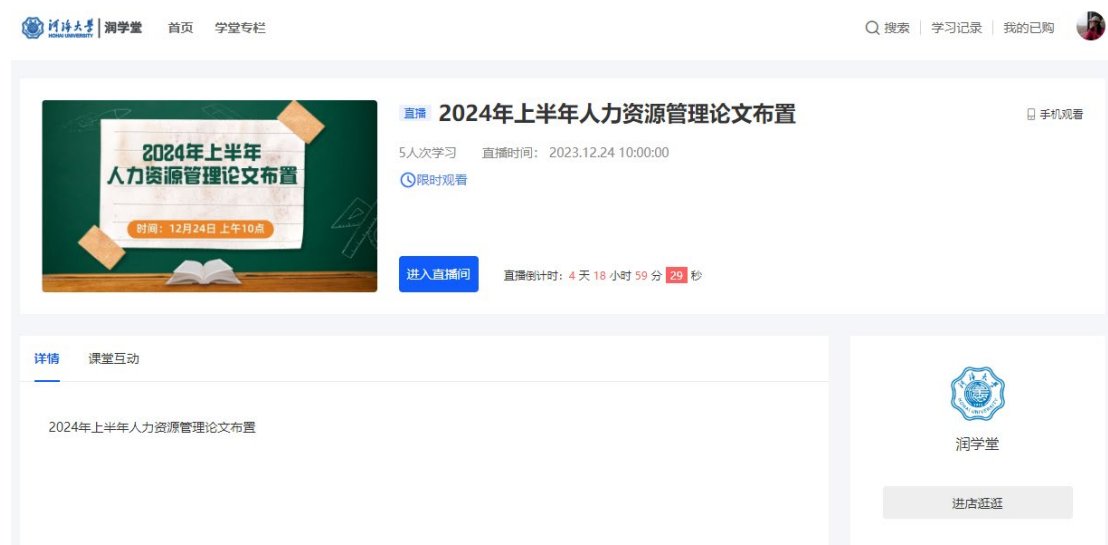 河海大学 润学堂 首页 学堂专栏 搜索 学习记录 我的已购
HOHAI UNIVERSITY
2024年上半年
人力资源管理论文布置
时间：12月24日 上午10点
直播 2024年上半年人力资源管理论文布置 手机观看
5人次学习 直播时间： 2023.12.24 10:00:00
限时观看
进入直播间 直播倒计时：4 天 18 小时 59 分 29 秒
详情 课堂互动
2024年上半年人力资源管理论文布置
润学堂
进店逛逛